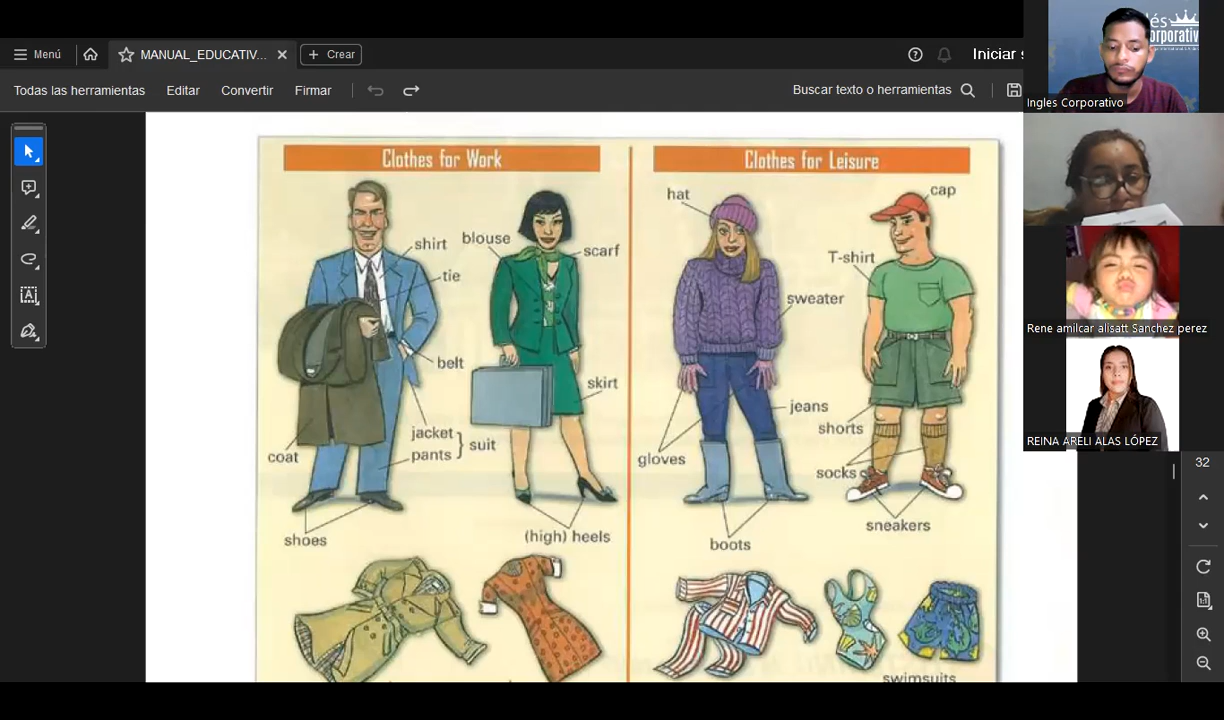 Menú
MANUAL_EDUCATIV...
Crear
Iniciar s
Todas las herramientas
Editar
Convertir
Firmar
Buscar texto o herramientas
Clothes for Work
shirt
blouse
scarf
tie
belt
skirt
jacket
pants
suit
coat
shoes
(high) heels
Clothes for Leisure
hat
cap
T-shirt
sweater
jeans
shorts
gloves
socks
sneakers
boots
swimsuits
és
orporativ
Ingles Corporativo
Rene amilcar alisatt Sanchez perez
REINA ARELI ALAS LÓPEZ
32